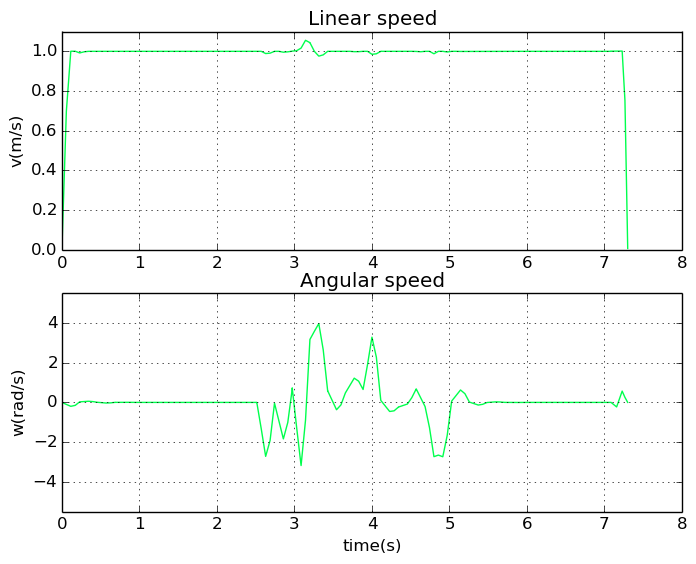 Linear speed
1.0
0.8
0.6
0.4
0.2
0.0
v(m/s)
0 1 2 3 4 5 6 7 8
Angular speed
4
2
0
−2
−4
w(rad/s)
0 1 2 3 4 5 6 7 8
time(s)